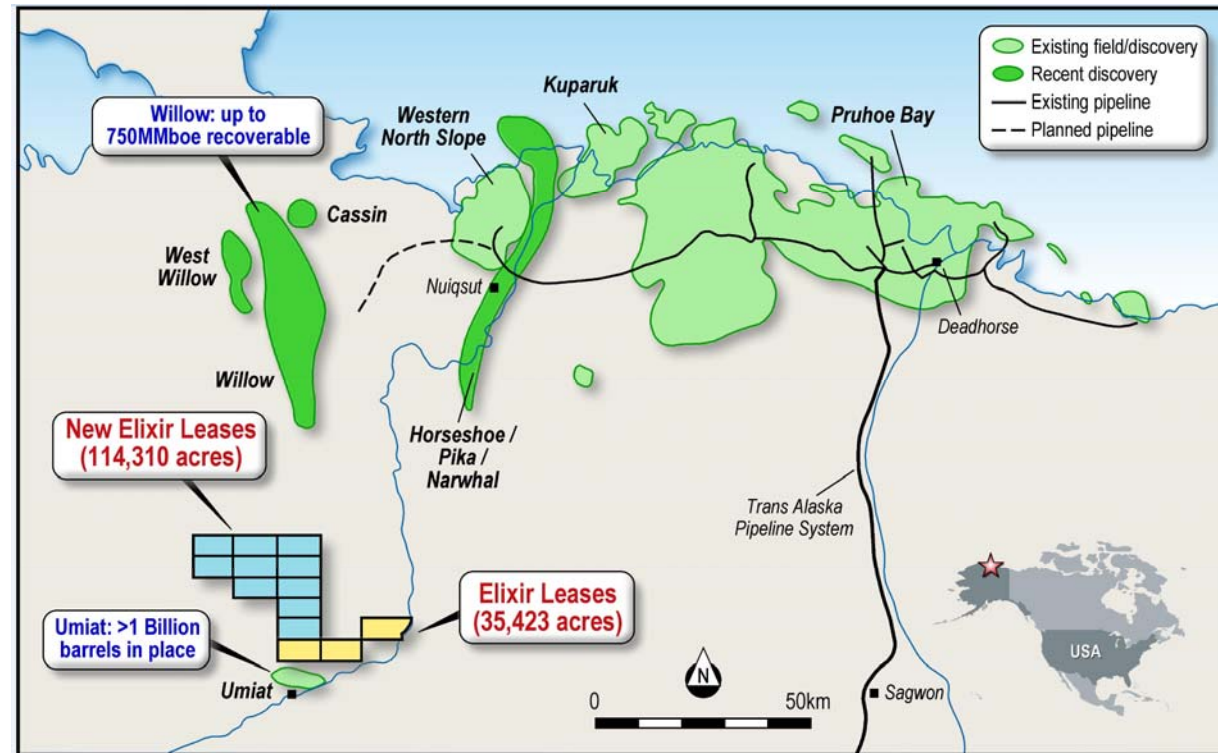 Existing field/discovery
Recent discovery
Existing pipeline
Planned pipeline
Willow: up to
750MMboe recoverable
Western
North Slope
Kuparuk
Pruhoe Bay
Cassin
West
Willow
Nuiqsut
Deadhorse
Willow
New Elixir Leases
(114,310 acres)
Horseshoe /
Pika /
Narwhal
Trans Alaska
Pipeline System
Elixir Leases
(35,423 acres)
Umiat: >1 Billion
barrels in place
Umiat
N
0
50km
Sagwon
USA